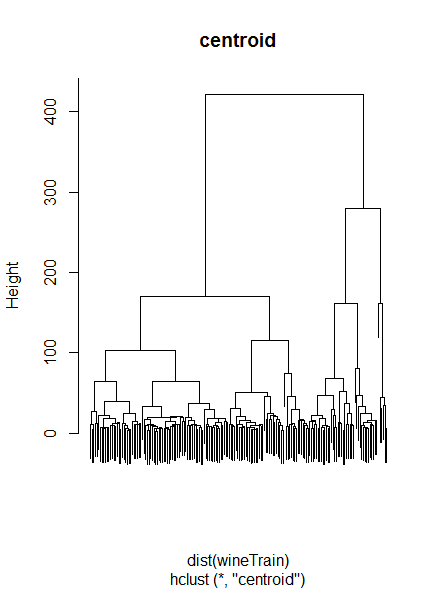 centroid
Height
400
300
200
100
0
dist(wineTrain)
hclust (*, "centroid")